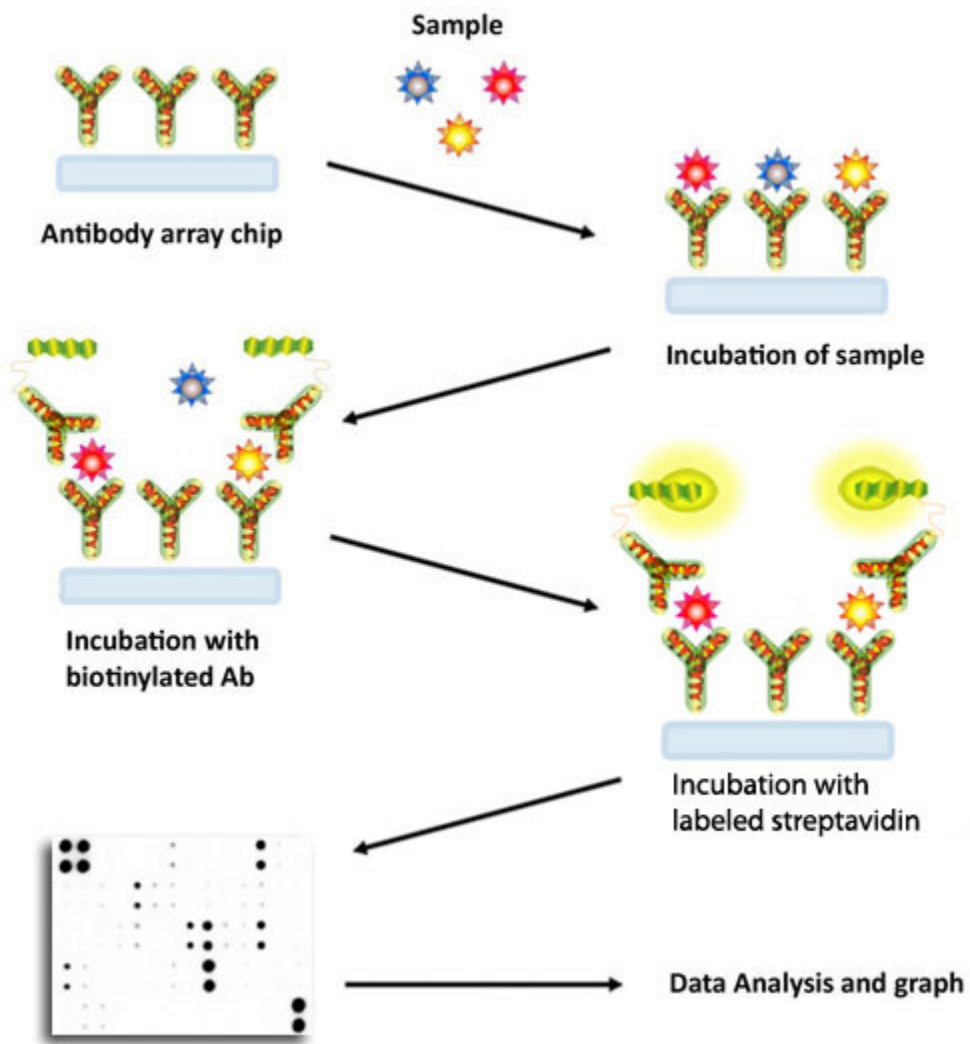 Sample
Antibody array chip
Incubation of sample
Incubation with
biotinylated Ab
Incubation with
labeled streptavidin
Data Analysis and graph